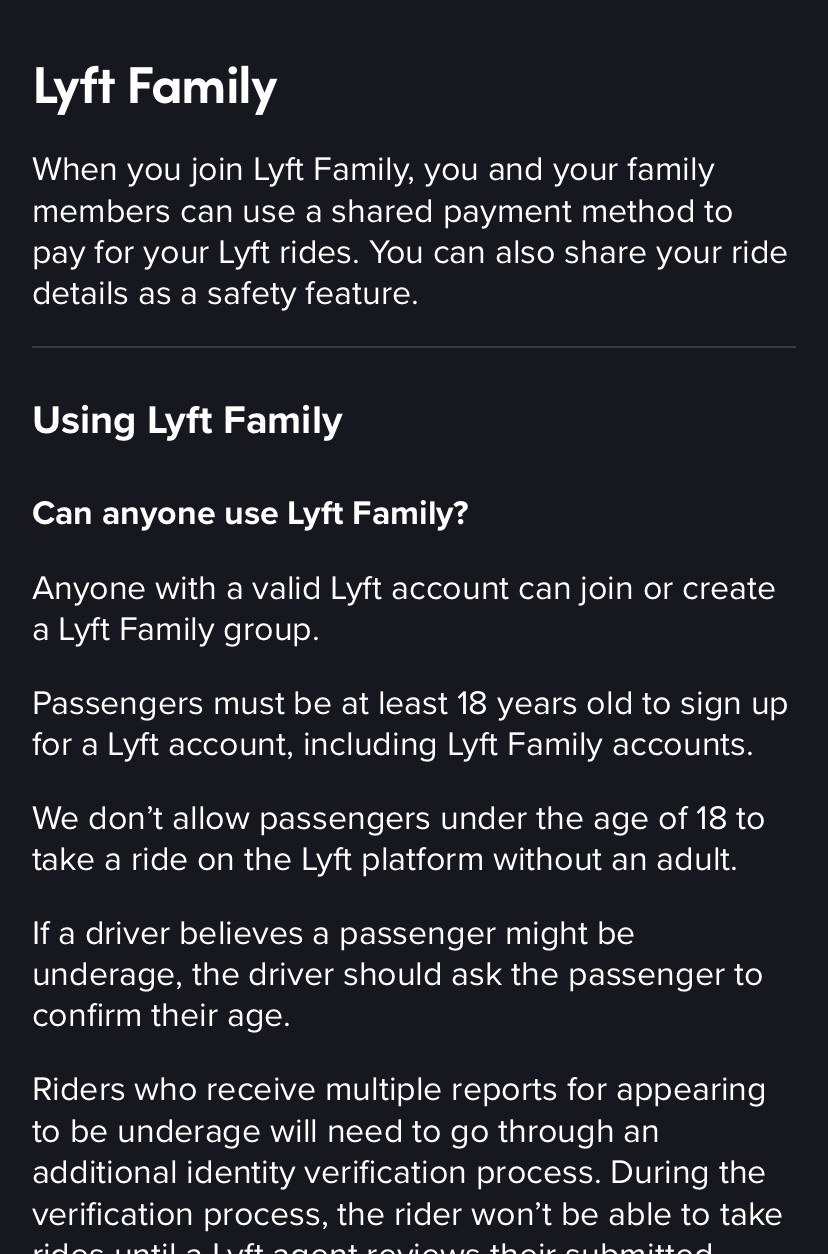 Lyft Family
When you join Lyft Family, you and your family
members can use a shared payment method to
pay for your Lyft rides. You can also share your ride
details as a safety feature.
Using Lyft Family
Can anyone use Lyft Family?
Anyone with a valid Lyft account can join or create
a Lyft Family group.
Passengers must be at least 18 years old to sign up
for a Lyft account, including Lyft Family accounts.
We don’t allow passengers under the age of 18 to
take a ride on the Lyft platform without an adult.
If a driver believes a passenger might be
underage, the driver should ask the passenger to
confirm their age.
Riders who receive multiple reports for appearing
to be underage will need to go through an
additional identity verification process. During the
verification process, the rider won’t be able to take
rides until a Lyft agent reviews their submitted